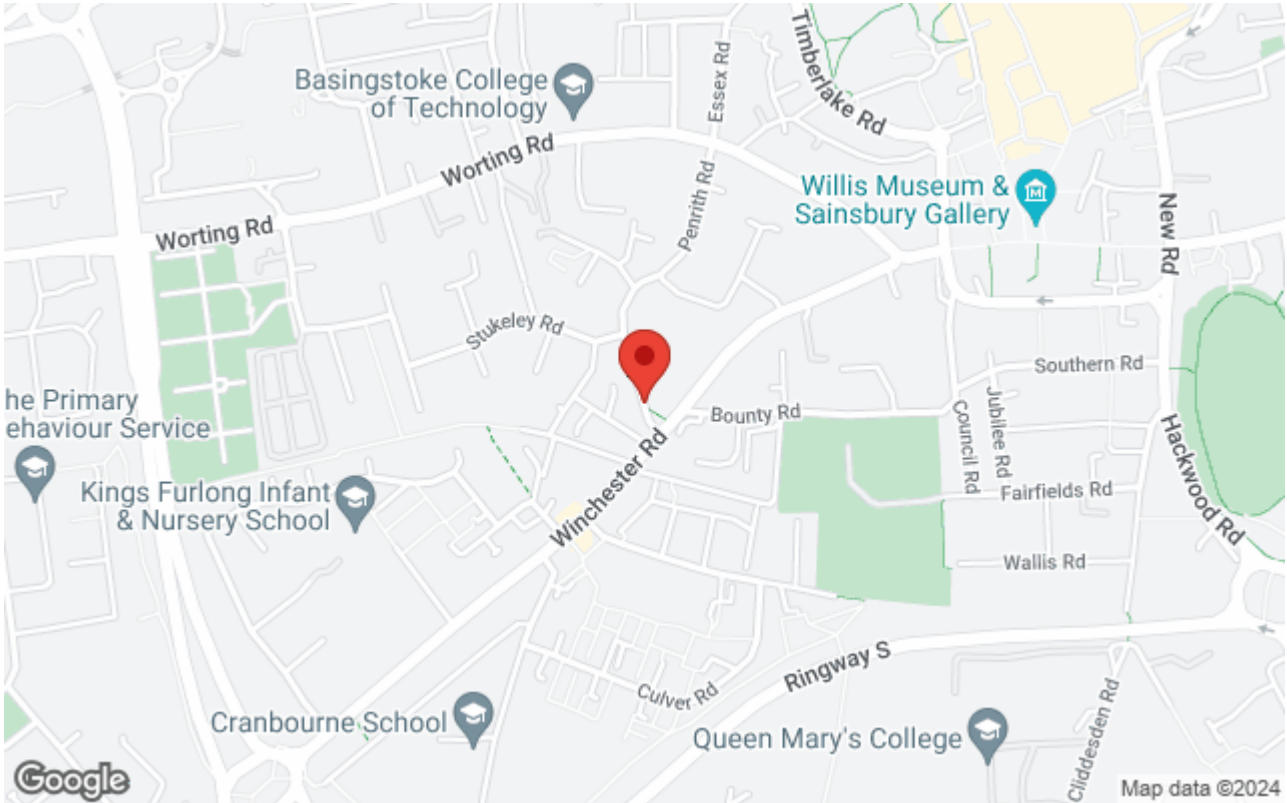 Basingstoke College
of Technology
Essex Rd
Timberlake Rd
Worting Rd
Willis Museum &
Sainsbury Gallery
Penrith Rd
New Rd
Worting Rd
Stukeley Rd
Southern Rd
Jubilee Rd
Council Rd
Bounty Rd
he Primary
ehaviour Service
Hackwood Rd
Winchester Rd
Kings Furlong Infant
& Nursery School
Fairfields Rd
Wallis Rd
Ringway S
Culver Rd
Cranbourne School
Queen Mary's College
Cliddesden Rd
Google
Map data ©2024